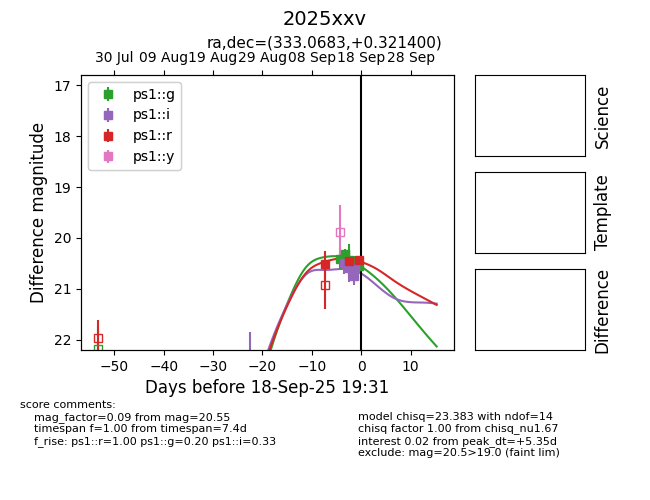 2025xxv
ra,dec=(333.0683,+0.321400)
30 Jul 09 Aug 19 Aug 29 Aug 08 Sep 18 Sep 28 Sep
17
18
19
20
21
22
Difference magnitude
ps1::g
ps1::i
ps1::r
ps1::y
−50 −40 −30 −20 −10 0 10
Days before 18-Sep-25 19:31
Science
Template
Difference
score comments:
mag_factor=0.09 from mag=20.55
timespan f=1.00 from timespan=7.4d
f_rise: ps1::r=1.00 ps1::g=0.20 ps1::i=0.33
model chisq=23.383 with ndof=14
chisq factor 1.00 from chisq_nu1.67
interest 0.02 from peak_dt=+5.35d
exclude: mag=20.5>19.0 (faint lim)